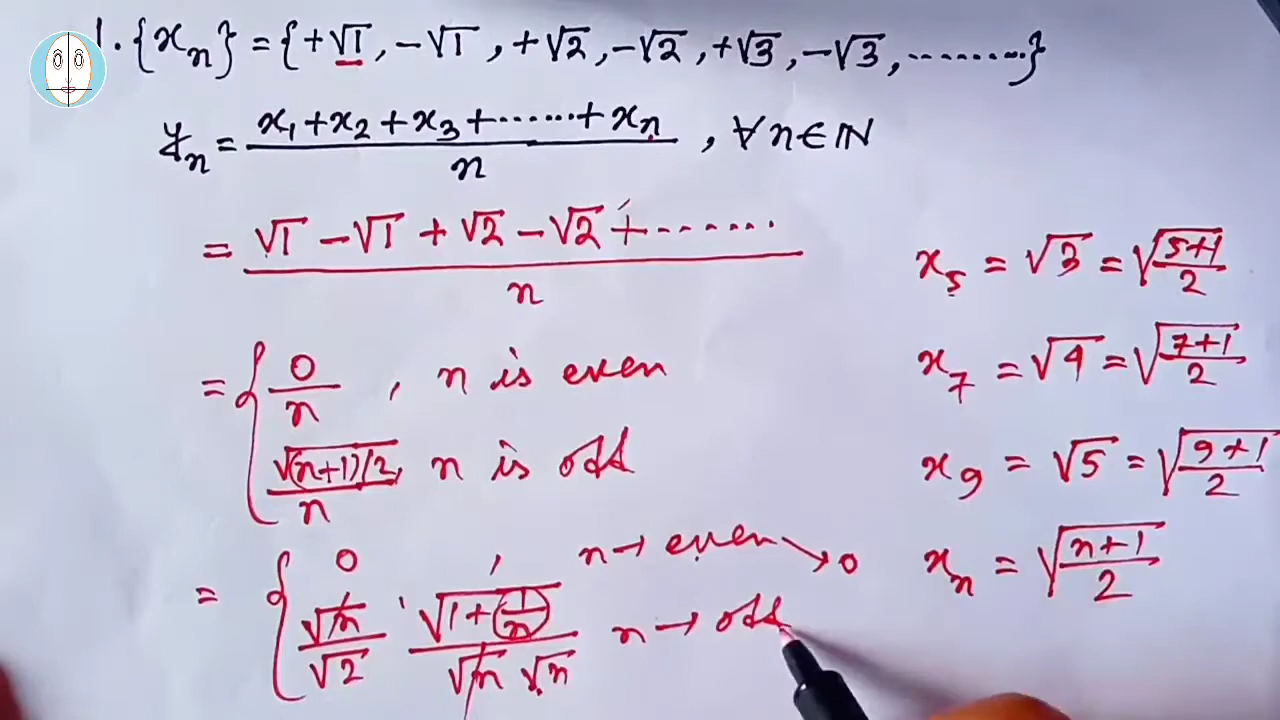 1. {xₙ} = {+√1, -√1, +√2, -√2, +√3, -√3, ..........}
yₙ = (x₁ + x₂ + x₃ + ...... + xₙ)/n , ∀ n ∈ ℕ
= (√1 - √1 + √2 - √2 + .......)/n
= { 0/n , n is even
√((n+1)/2)/n , n is odd
= { 0 , n → even → 0
√n/√2 · √(1 + (1/n))/(√n √n) n → odd
x₅ = √3 = √((5+1)/2)
x₇ = √4 = √((7+1)/2)
x₉ = √5 = √((9+1)/2)
xₙ = √((n+1)/2)